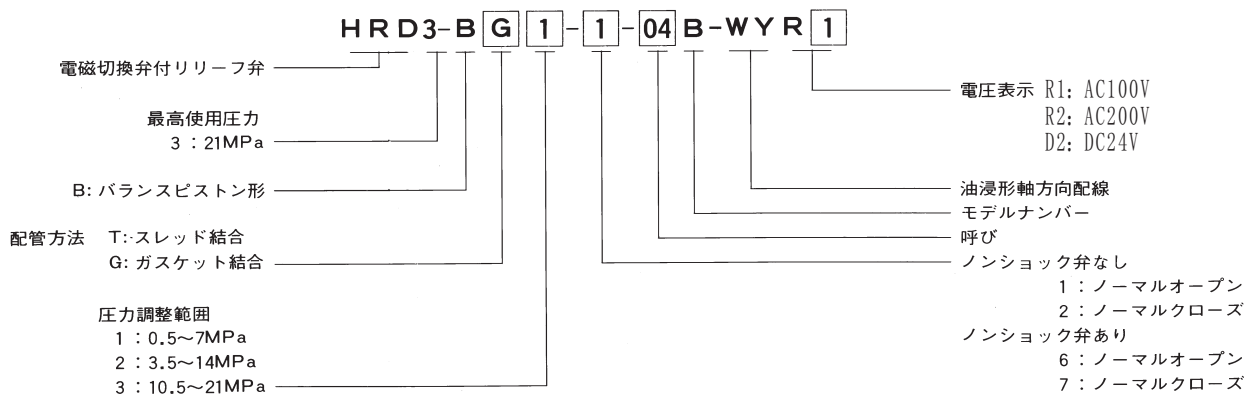 HRD3-BG1-1-04B-WYR1
電磁切換弁付リリーフ弁
最高使用圧力
3：21MPa
B: バランスピストン形
配管方法 T: スレッド結合
G: ガスケット結合
圧力調整範囲
1：0.5〜7MPa
2：3.5〜14MPa
3：10.5〜21MPa
電圧表示 R1: AC100V
R2: AC200V
D2: DC24V
油浸形軸方向配線
モデルナンバー
呼び
ノンショック弁なし
1：ノーマルオープン
2：ノーマルクローズ
ノンショック弁あり
6：ノーマルオープン
7：ノーマルクローズ